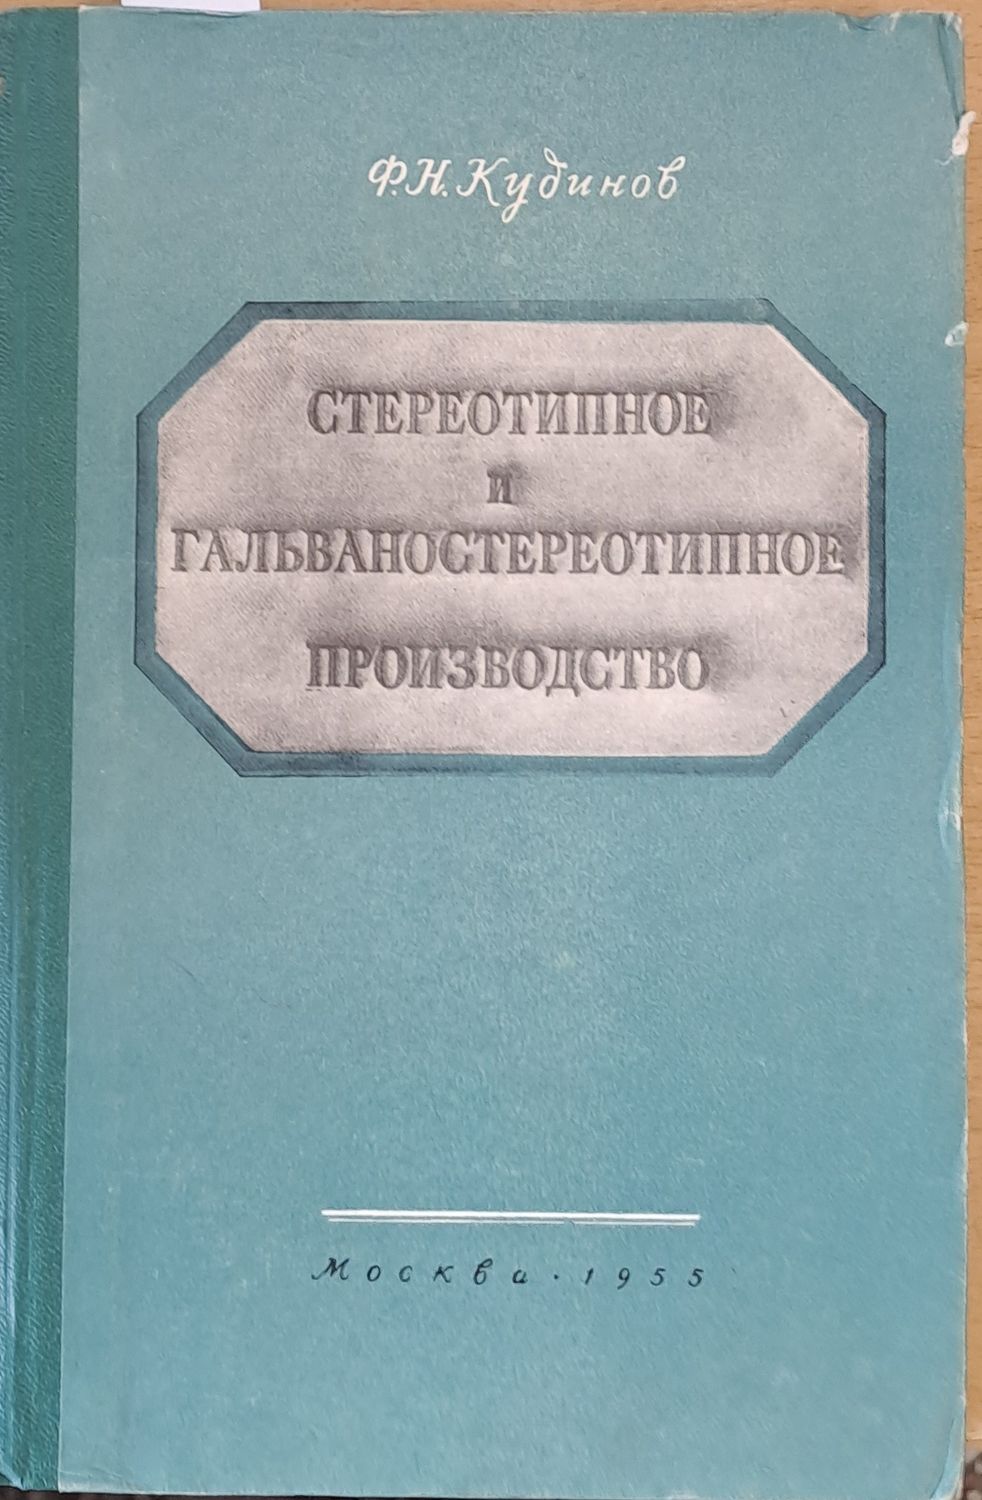 Ф.Н.Кудинов
СТЕРЕОТИПНОЕ
И
ГАЛЬВАНОСТЕРЕОТИПНОЕ
ПРОИЗВОДСТВО
Москва·1955